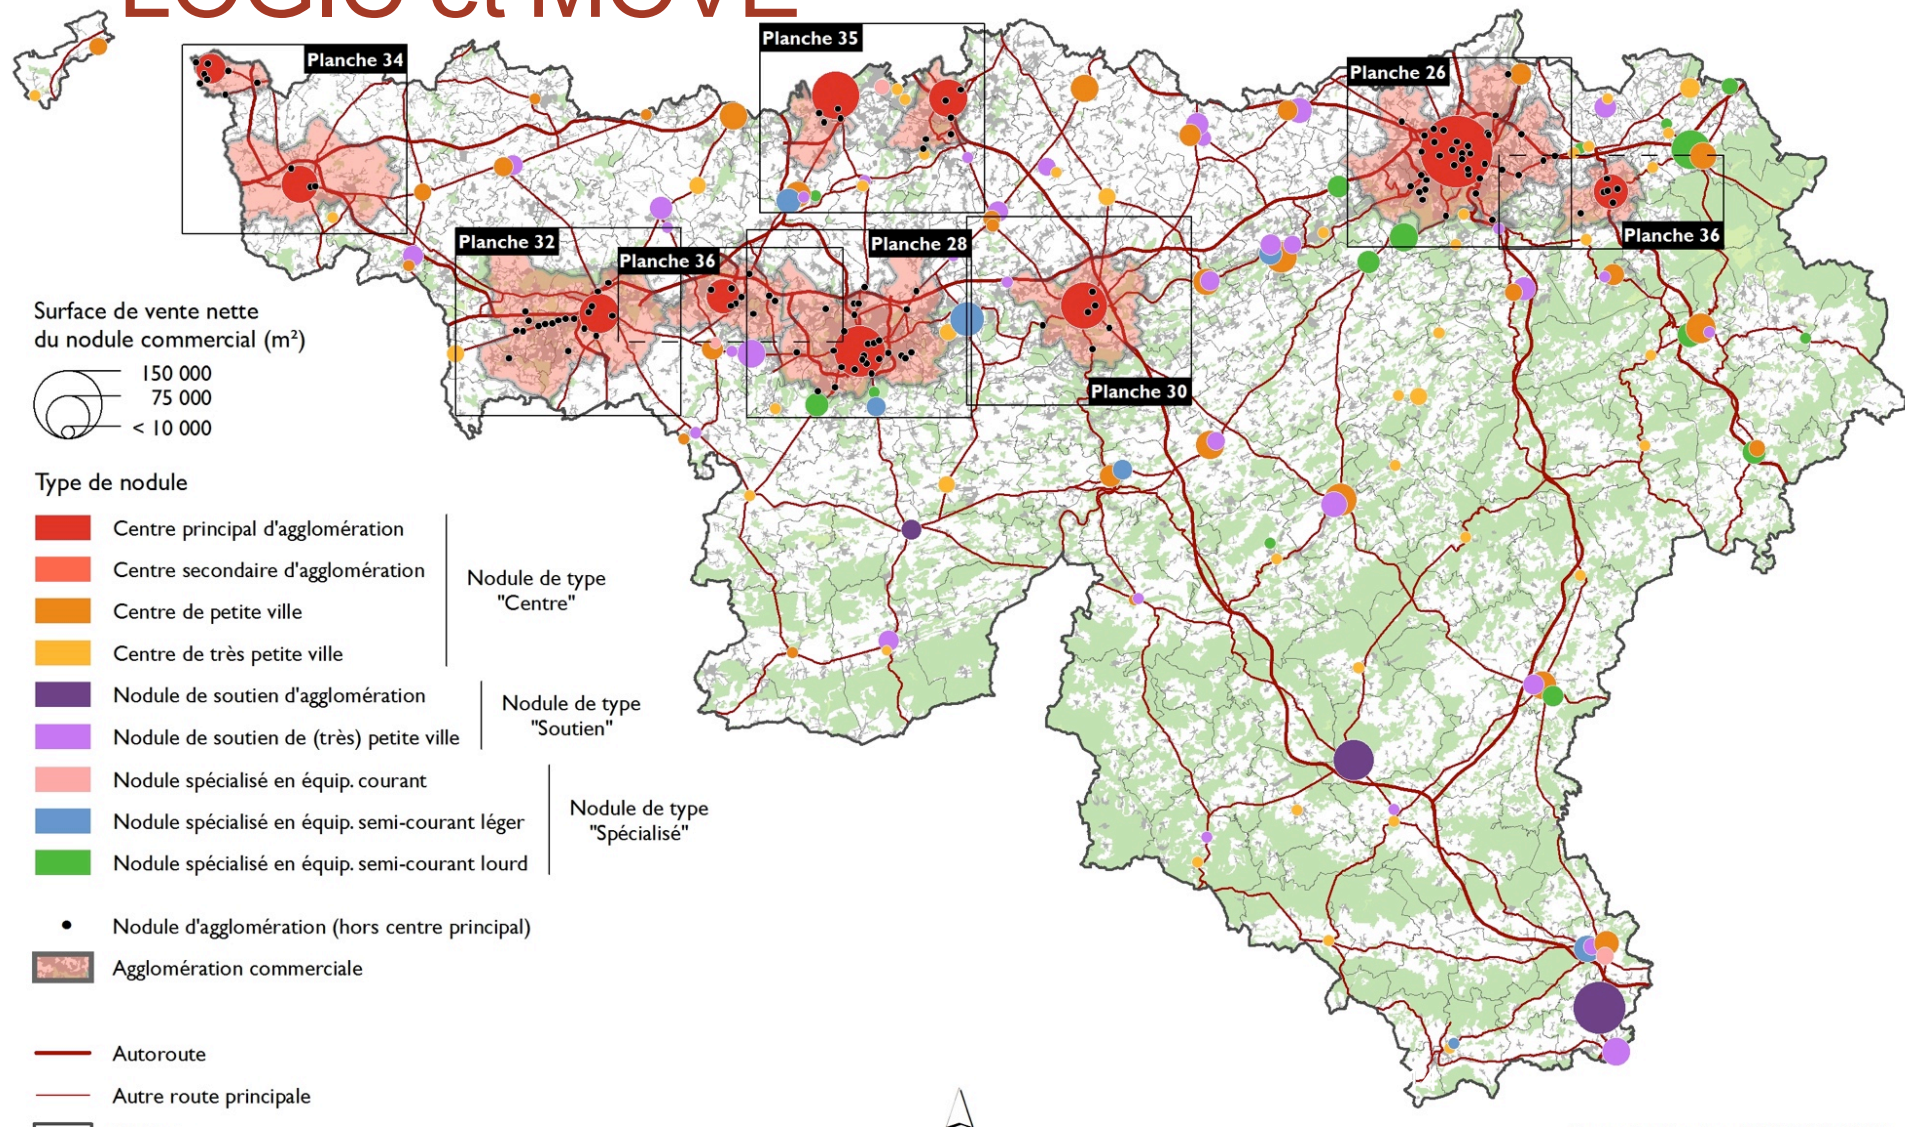 LOGIC et MOVE
Planche 34
Planche 35
Planche 26
Planche 32
Planche 36
Planche 28
Planche 36
Planche 30
Surface de vente nette
du nodule commercial (m²)
150 000
75 000
< 10 000
Type de nodule
Centre principal d'agglomération
Centre secondaire d'agglomération
Centre de petite ville
Centre de très petite ville
Nodule de type
"Centre"
Nodule de soutien d'agglomération
Nodule de soutien de (très) petite ville
Nodule de type
"Soutien"
Nodule spécialisé en équip. courant
Nodule spécialisé en équip. semi-courant léger
Nodule spécialisé en équip. semi-courant lourd
Nodule de type
"Spécialisé"
Nodule d'agglomération (hors centre principal)
Agglomération commerciale
Autoroute
Autre route principale